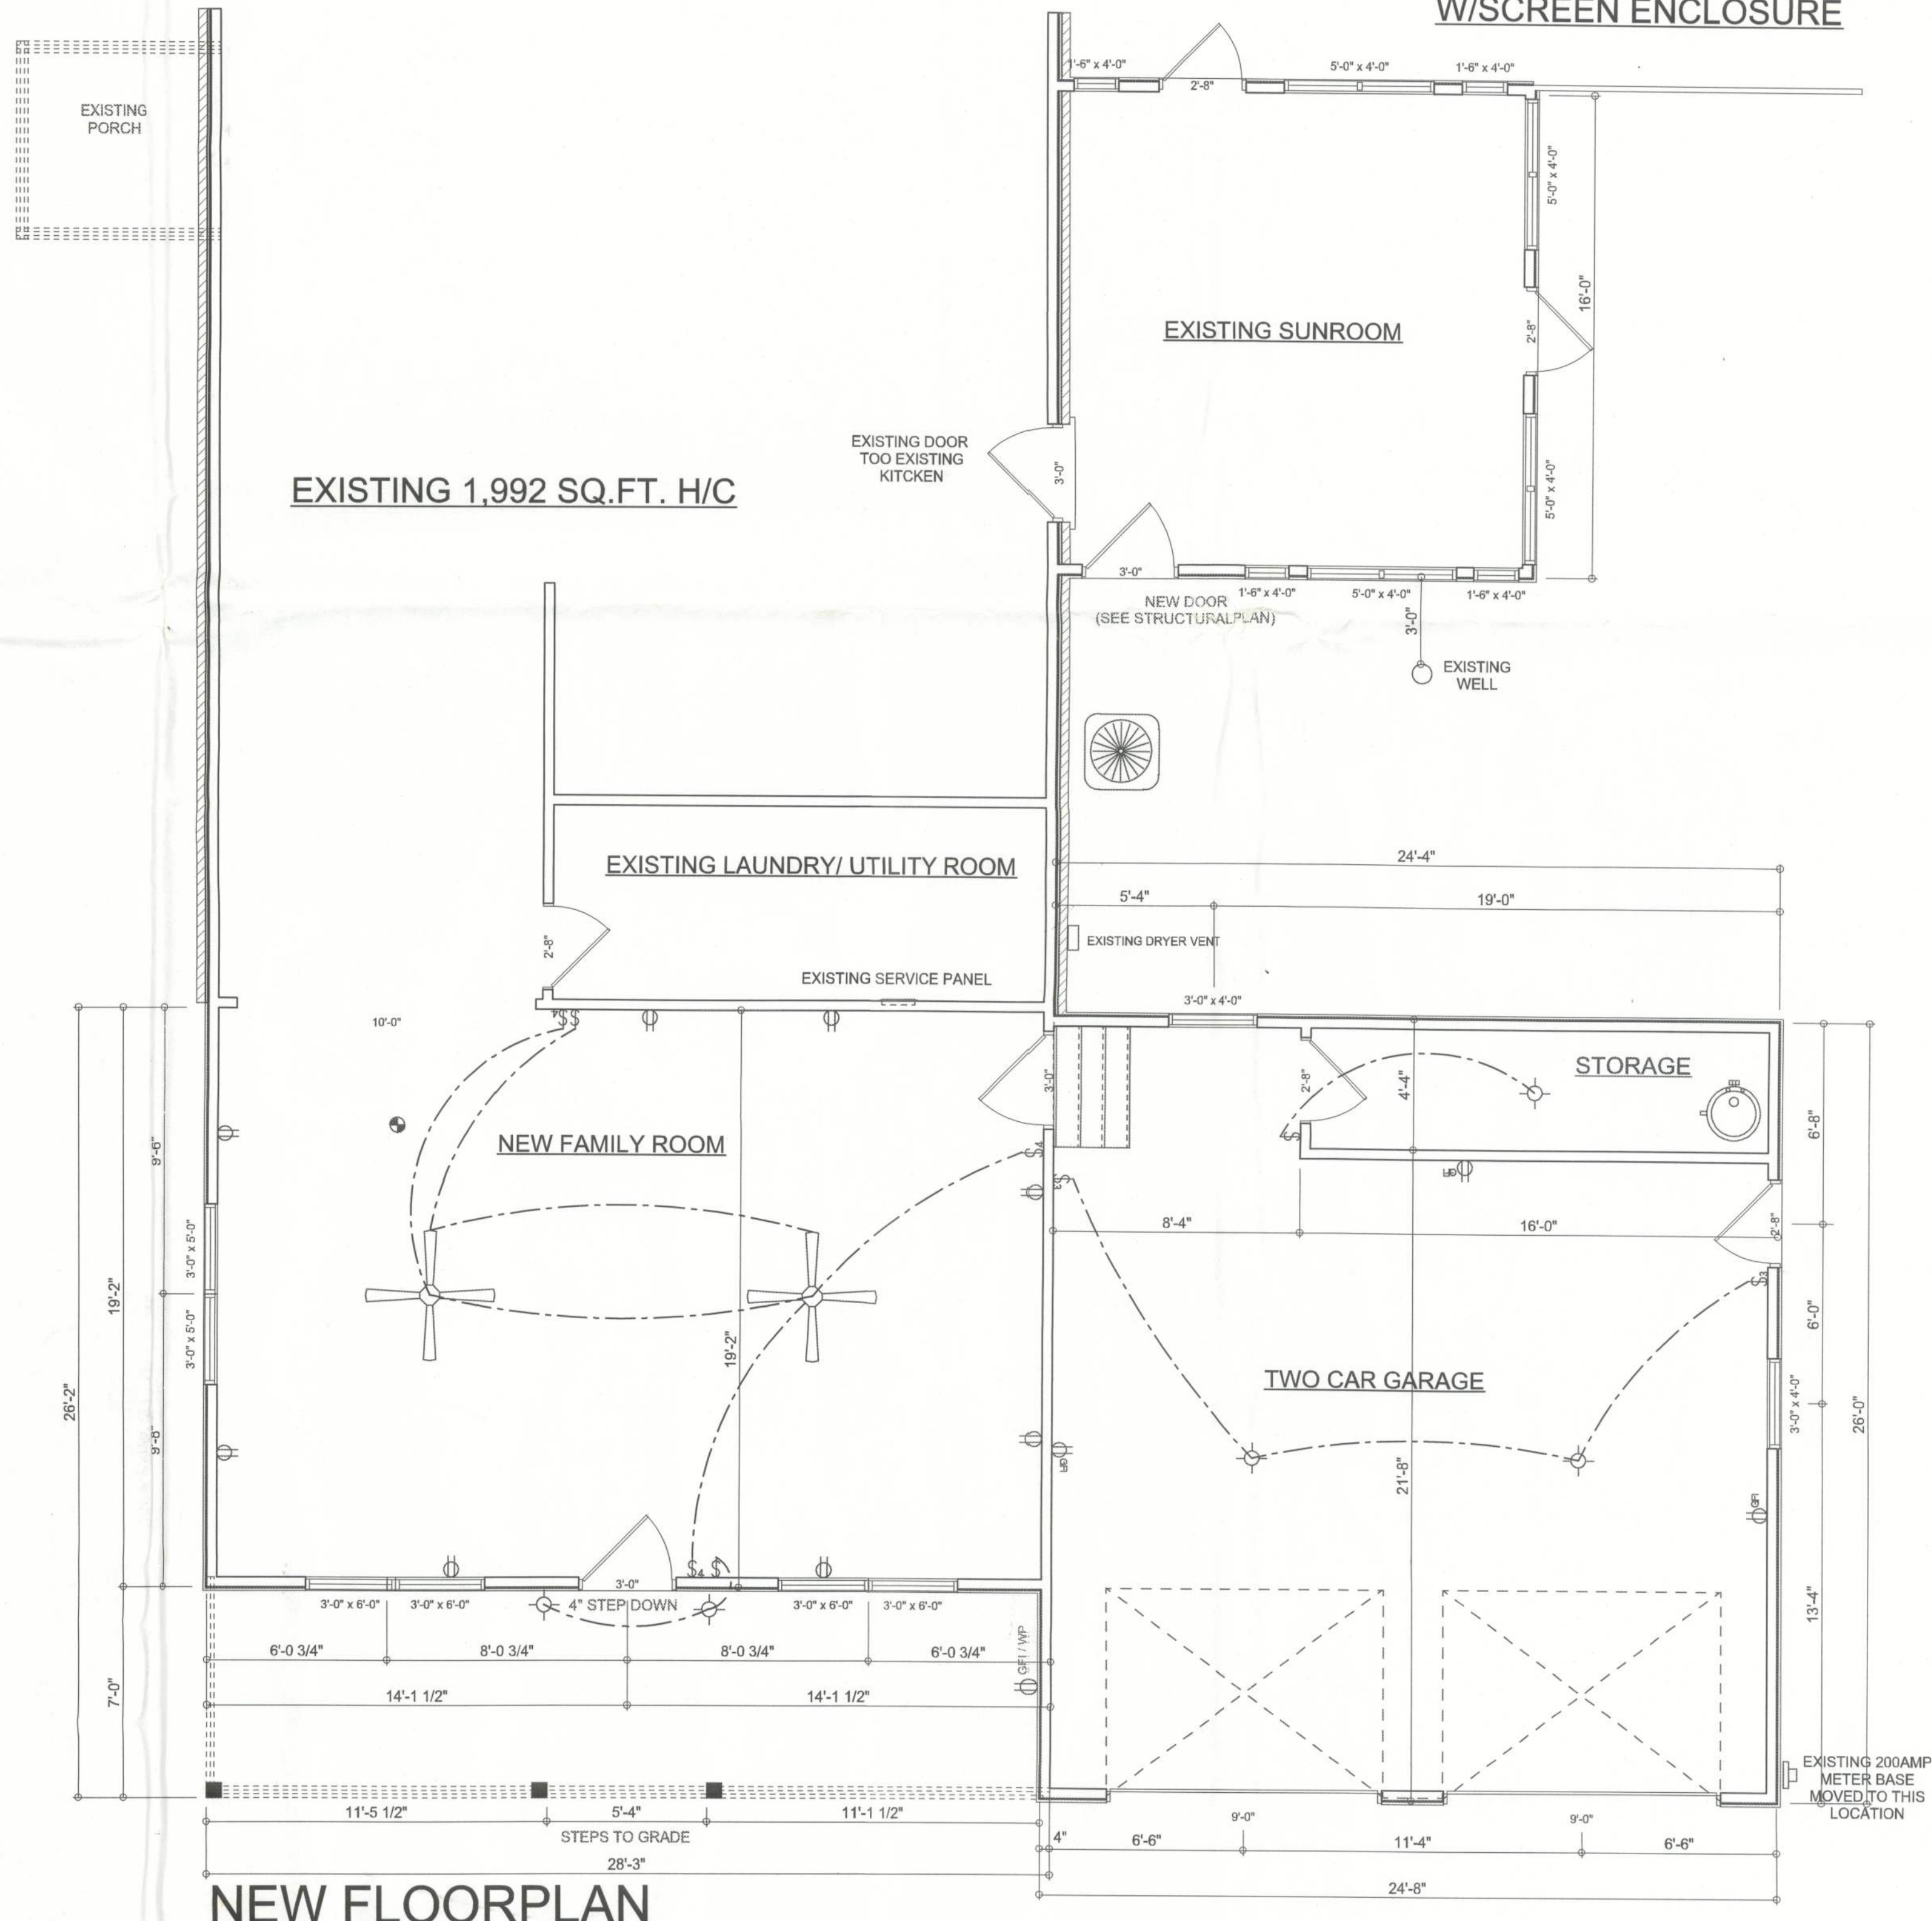 W/SCREEN ENCLOSURE
1'-6" x 4'-0"
2'-8"
5'-0" x 4'-0"
1'-6" x 4'-0"
EXISTING
PORCH
5'-0" x 4'-0"
16'-0"
2'-8"
EXISTING SUNROOM
EXISTING DOOR
TOO EXISTING
KITCKEN
3'-0"
5'-0" x 4'-0"
EXISTING 1,992 SQ.FT. H/C
3'-0"
1'-6" x 4'-0"
5'-0" x 4'-0"
1'-6" x 4'-0"
NEW DOOR
(SEE STRUCTURALPLAN)
3'-0"
EXISTING
WELL
24'-4"
EXISTING LAUNDRY/ UTILITY ROOM
5'-4"
19'-0"
2'-8"
EXISTING DRYER VENT
EXISTING SERVICE PANEL
3'-0" x 4'-0"
10'-0"
$4
$
3'-0"
2'-8"
4'-4"
STORAGE
6'-8"
9'-6"
NEW FAMILY ROOM
$4
$
$3
GFI
8'-4"
16'-0"
2'-8"
3'-0" x 5'-0"
3'-0" x 5'-0"
19'-2"
19'-2"
$3
6'-0"
TWO CAR GARAGE
3'-0" x 4'-0"
26'-2"
26'-0"
9'-8"
GFI
21'-8"
GFI
$4 $
3'-0"
4" STEP DOWN
3'-0" x 6'-0"
3'-0" x 6'-0"
3'-0" x 6'-0"
3'-0" x 6'-0"
13'-4"
6'-0 3/4"
8'-0 3/4"
8'-0 3/4"
6'-0 3/4"
GFI / WP
7'-0"
14'-1 1/2"
14'-1 1/2"
EXISTING 200AMP
METER BASE
MOVED TO THIS
LOCATION
11'-5 1/2"
5'-4"
11'-1 1/2"
9'-0"
9'-0"
STEPS TO GRADE
4"
6'-6"
11'-4"
6'-6"
28'-3"
24'-8"
NEW FLOORPLAN